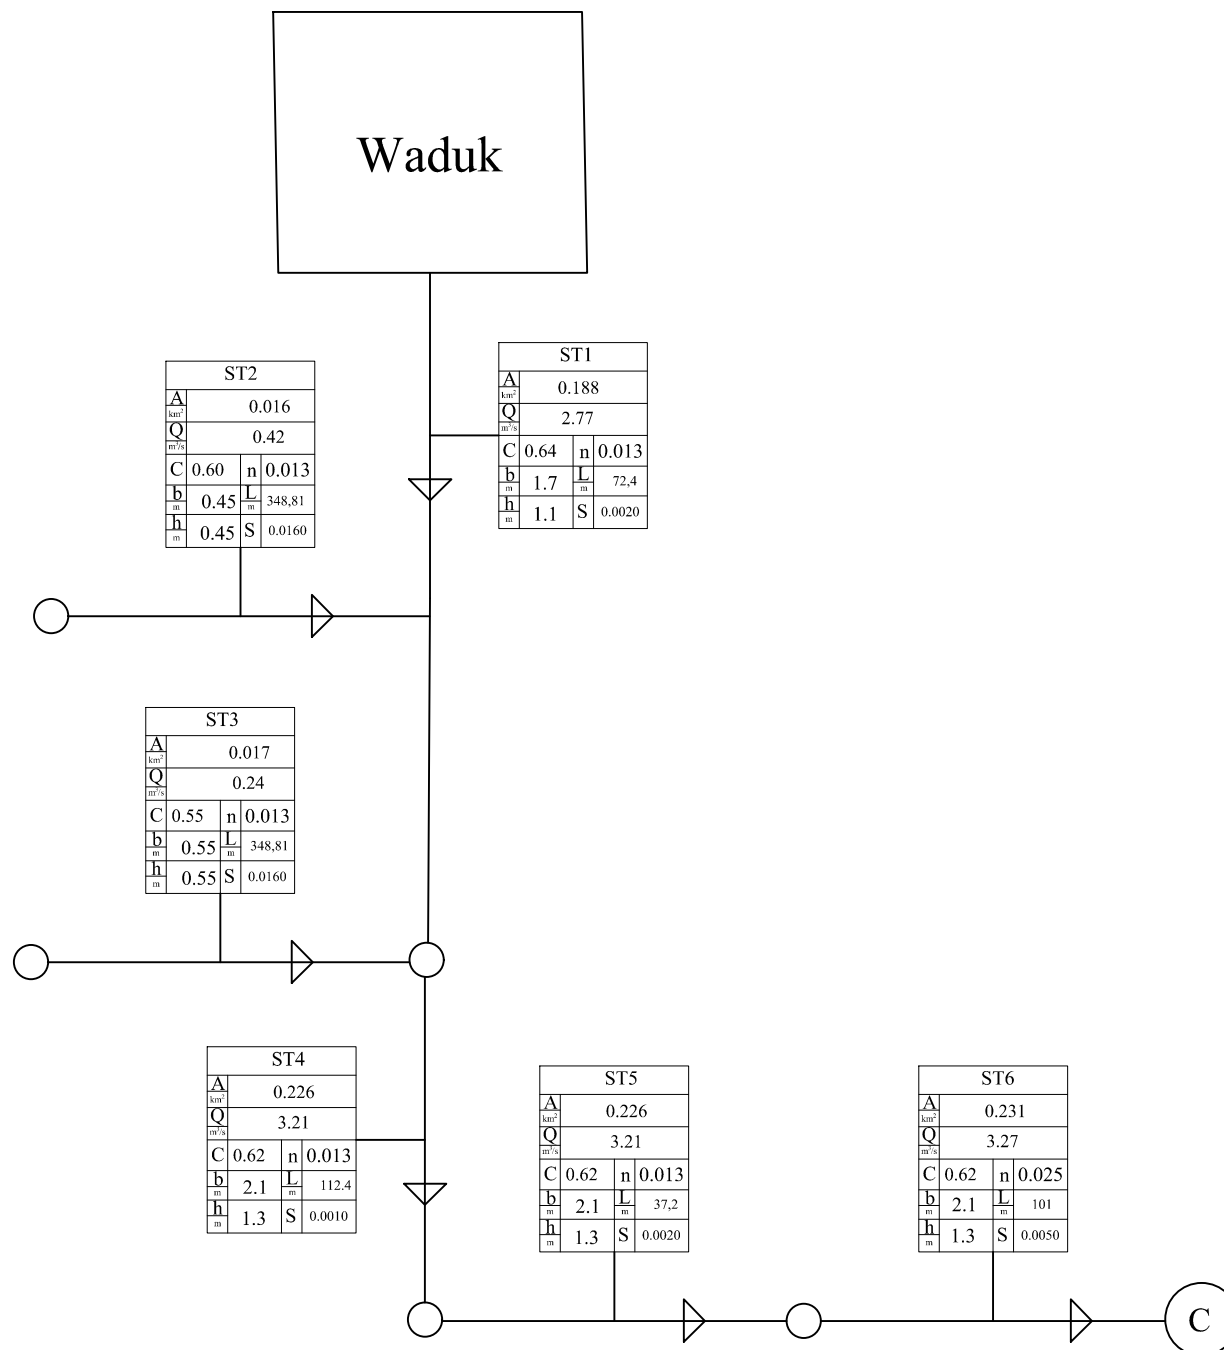 Waduk
ST1
A km² 0.188
Q m³/s 2.77
C 0.64 n 0.013
b m 1.7 L m 72,4
h m 1.1 S 0.0020
ST2
A km² 0.016
Q m³/s 0.42
C 0.60 n 0.013
b m 0.45 L m 348,81
h m 0.45 S 0.0160
ST3
A km² 0.017
Q m³/s 0.24
C 0.55 n 0.013
b m 0.55 L m 348,81
h m 0.55 S 0.0160
ST4
A km² 0.226
Q m³/s 3.21
C 0.62 n 0.013
b m 2.1 L m 112.4
h m 1.3 S 0.0010
ST5
A km² 0.226
Q m³/s 3.21
C 0.62 n 0.013
b m 2.1 L m 37,2
h m 1.3 S 0.0020
ST6
A km² 0.231
Q m³/s 3.27
C 0.62 n 0.025
b m 2.1 L m 101
h m 1.3 S 0.0050
C